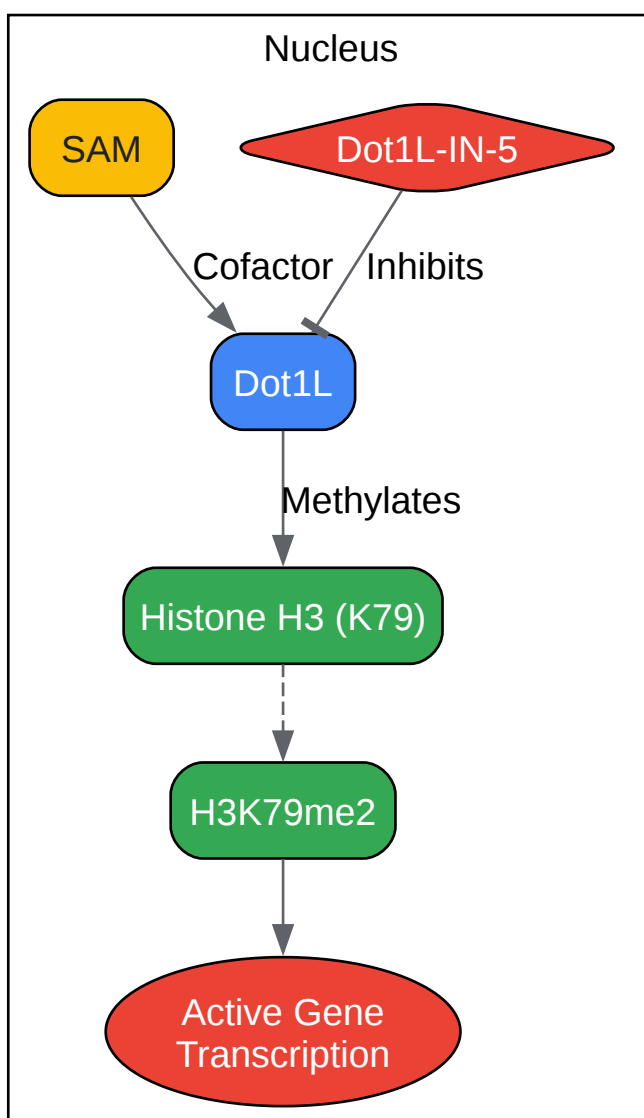 Nucleus
SAM
Dot1L-IN-5
Cofactor
Inhibits
Dot1L
Methylates
Histone H3 (K79)
H3K79me2
Active Gene
Transcription